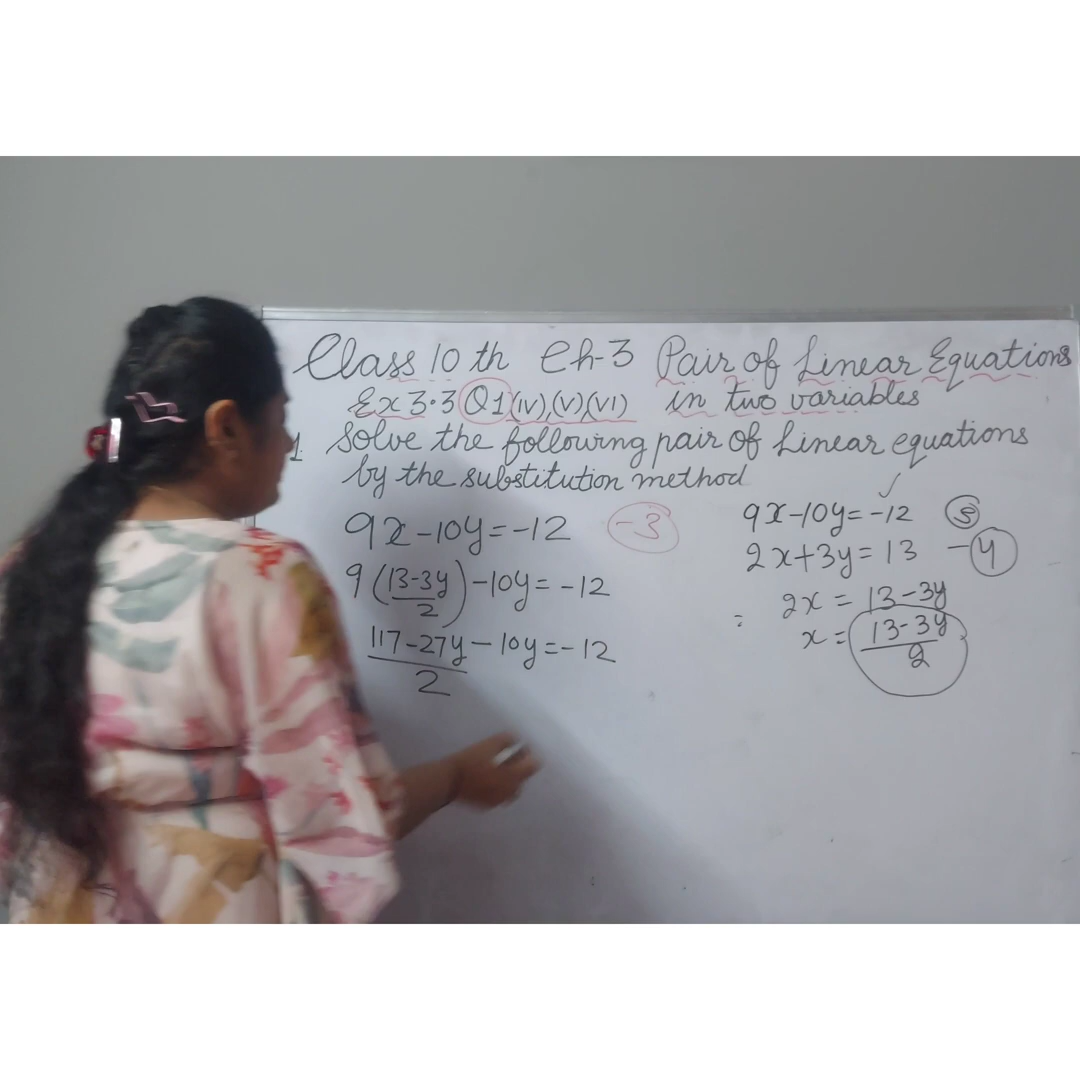 Class 10 th Ch-3 Pair of Linear Equations
Ex 3.3 Q1(IV),(V)(VI) in two variables
1. Solve the following pair of Linear equations
by the substitution method
9x-10y=-12 -3
9(13-3y/2)-10y=-12
117-27y/2-10y=-12
9x-10y=-12 ✓ 3
2x+3y=13 -4
2x = 13-3y
x = 13-3y/2